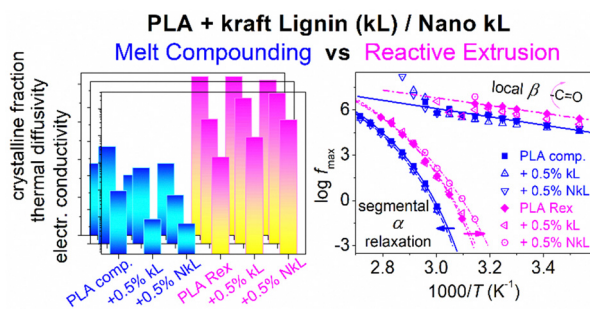 PLA + kraft Lignin (kL) / Nano kL
Melt Compounding vs Reactive Extrusion
crystalline fraction
thermal diffusivity
electr. conductivity
PLA comp.
+0.5% kL
+0.5% NkL
PLA Rex
+0.5% kL
+0.5% NkL
log fmax
6
3
0
-3
local β
-C=O
segmental
α
relaxation
PLA comp.
+ 0.5% kL
+ 0.5% NkL
PLA Rex
+ 0.5% kL
+ 0.5% NkL
2.8 3.0 3.2 3.4
1000/T (K⁻¹)